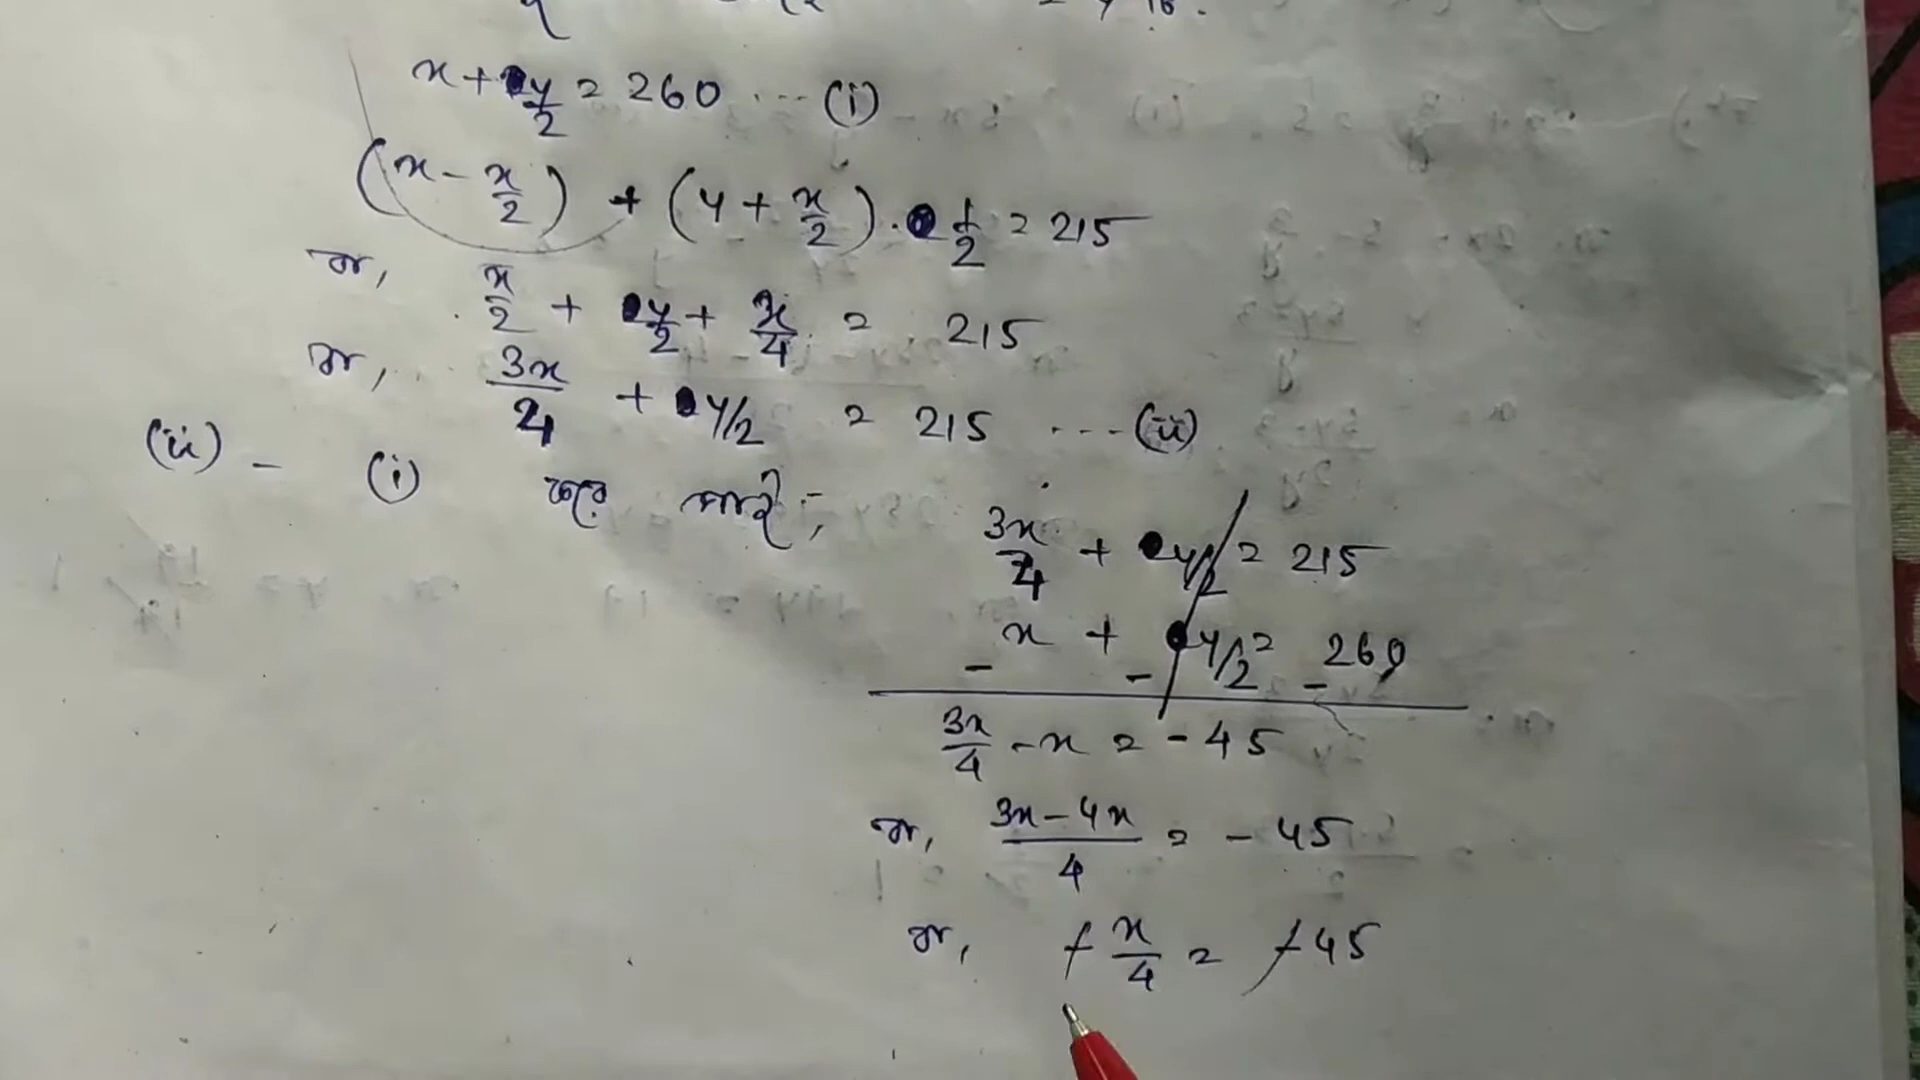 x + y/2 = 260 ... (i)
(x - x/2) + (y + x/2) . 1/2 = 215
বা, x/2 + y/2 + x/4 = 215
বা, 3x/4 + y/2 = 215 ... (ii)
(ii) - (i) করে পাই ;-
3x/4 + y/2 = 215
x + y/2 = 260
- - -
3x/4 - x = - 45
বা, 3x - 4x/4 = - 45
বা, - x/4 = - 45